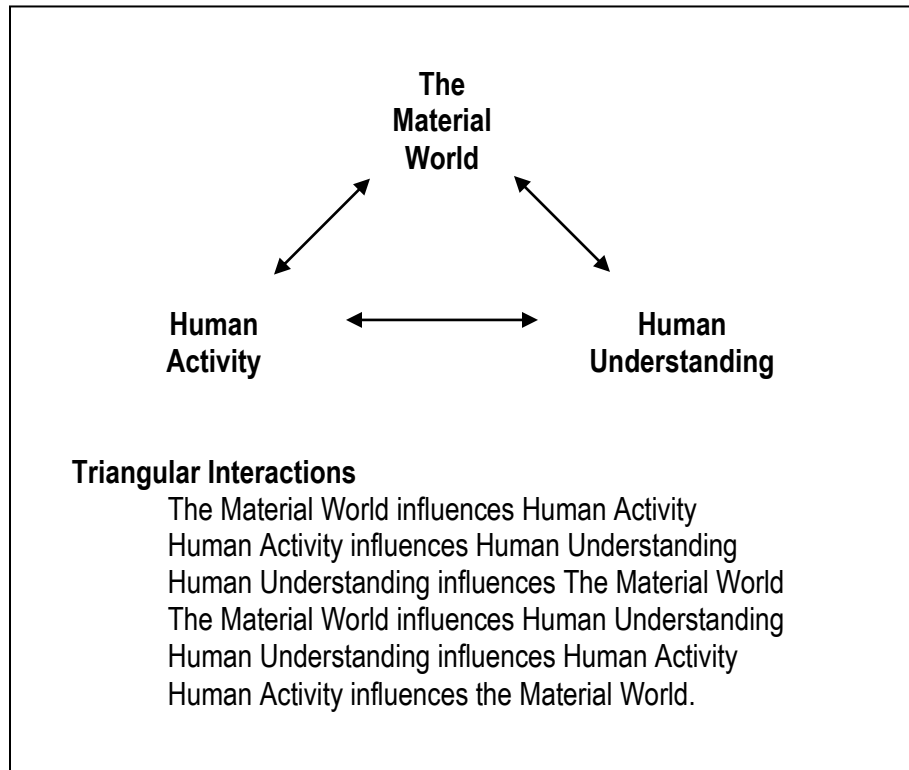 The
Material
World
Human
Activity
Human
Understanding
Triangular Interactions
The Material World influences Human Activity
Human Activity influences Human Understanding
Human Understanding influences The Material World
The Material World influences Human Understanding
Human Understanding influences Human Activity
Human Activity influences the Material World.